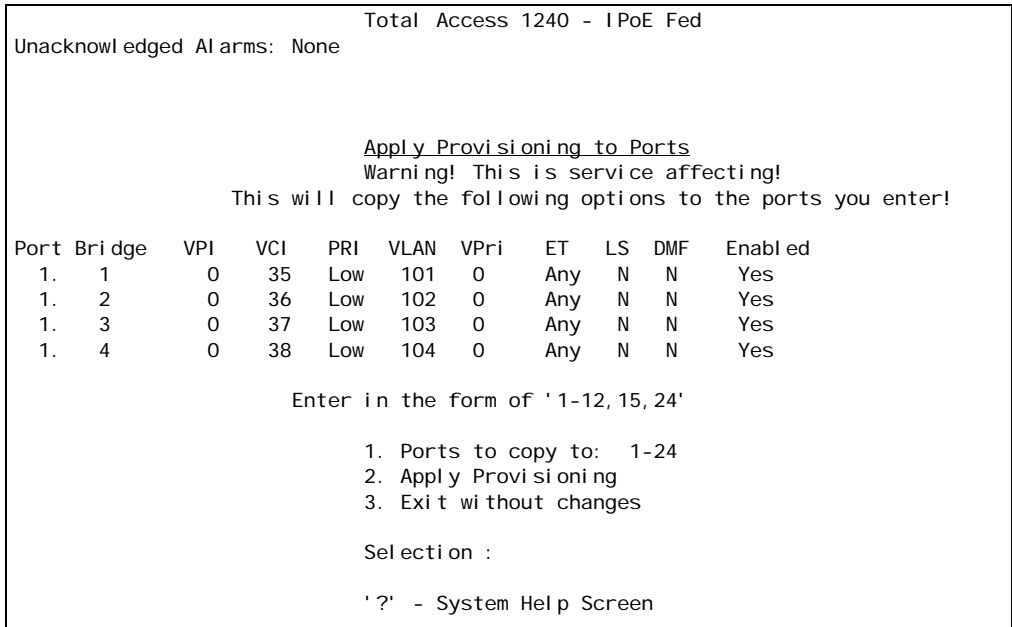 Total Access 1240 - IPoE Fed
Unacknowledged Alarms: None
Apply Provisioning to Ports
Warning! This is service affecting!
This will copy the following options to the ports you enter!
Port Bridge VPI VCI PRI VLAN VPri ET LS DMF Enabled
1. 1 0 35 Low 101 0 Any N N Yes
1. 2 0 36 Low 102 0 Any N N Yes
1. 3 0 37 Low 103 0 Any N N Yes
1. 4 0 38 Low 104 0 Any N N Yes
Enter in the form of '1-12,15,24'
1. Ports to copy to: 1-24
2. Apply Provisioning
3. Exit without changes
Selection :
'?' - System Help Screen